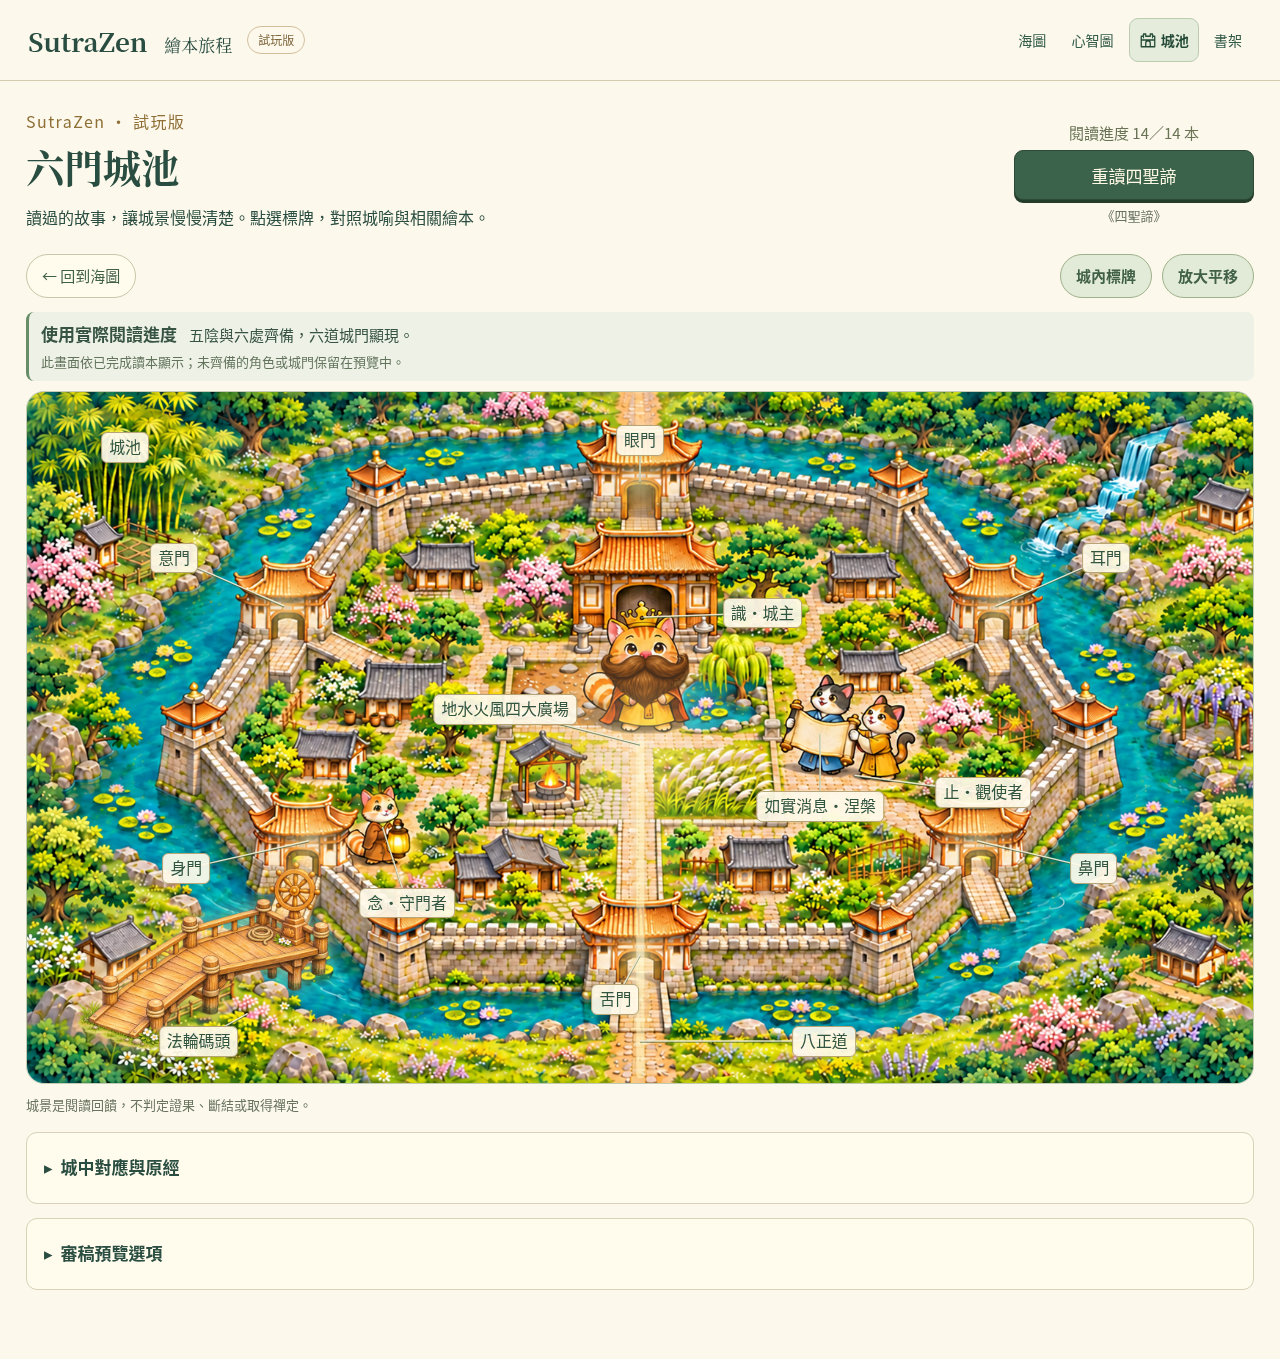 SutraZen 繪本旅程 試玩版
海圖 心智圖 城池 書架
SutraZen ・ 試玩版
六門城池
讀過的故事，讓城景慢慢清楚。點選標牌，對照城喻與相關繪本。
閱讀進度 14／14 本
重讀四聖諦
《四聖諦》
← 回到海圖
城內標牌 放大平移
使用實際閱讀進度 五陰與六處齊備，六道城門顯現。
此畫面依已完成讀本顯示；未齊備的角色或城門保留在預覽中。
城池
眼門
意門
耳門
識・城主
地水火風四大廣場
止・觀使者
如實消息・涅槃
身門
鼻門
念・守門者
舌門
法輪碼頭
八正道
城景是閱讀回饋，不判定證果、斷結或取得禪定。
▸ 城中對應與原經
▸ 審稿預覽選項